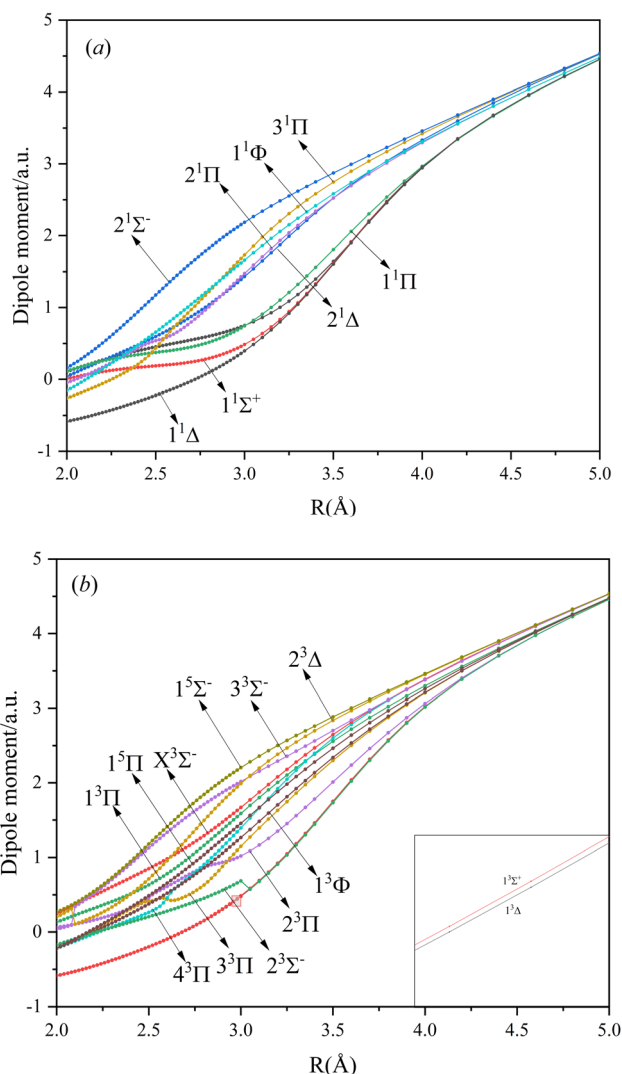 (a)
5
4
3
2
1
0
-1
Dipole moment/a.u.
3¹Π
1¹Φ
2¹Π
2¹Σ⁻
1¹Π
2¹Δ
1¹Σ⁺
1¹Δ
2.0 2.5 3.0 3.5 4.0 4.5 5.0
R(Å)
(b)
5
4
3
2
1
0
-1
Dipole moment/a.u.
2³Δ
3³Σ⁻
1⁵Σ⁻
X³Σ⁻
1⁵Π
1³Π
1³Φ
2³Π
2³Σ⁻
3³Π
4³Π
1³Σ⁺
1³Δ
2.0 2.5 3.0 3.5 4.0 4.5 5.0
R(Å)